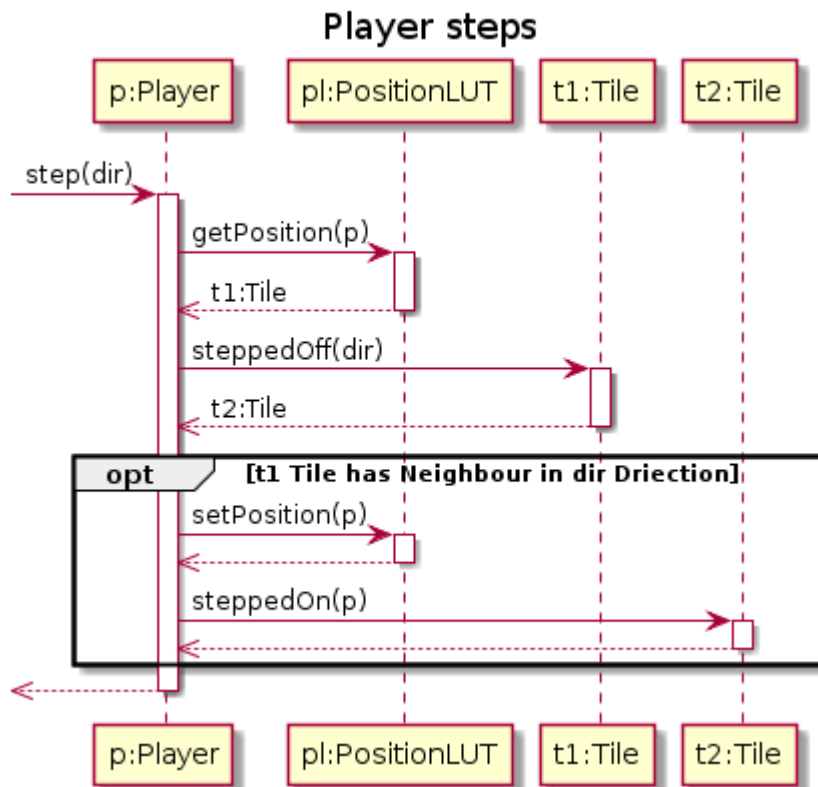 Player steps
p:Player pl:PositionLUT t1:Tile t2:Tile
step(dir)
getPosition(p)
t1:Tile
steppedOff(dir)
t2:Tile
opt [t1 Tile has Neighbour in dir Driection]
setPosition(p)
steppedOn(p)
p:Player pl:PositionLUT t1:Tile t2:Tile